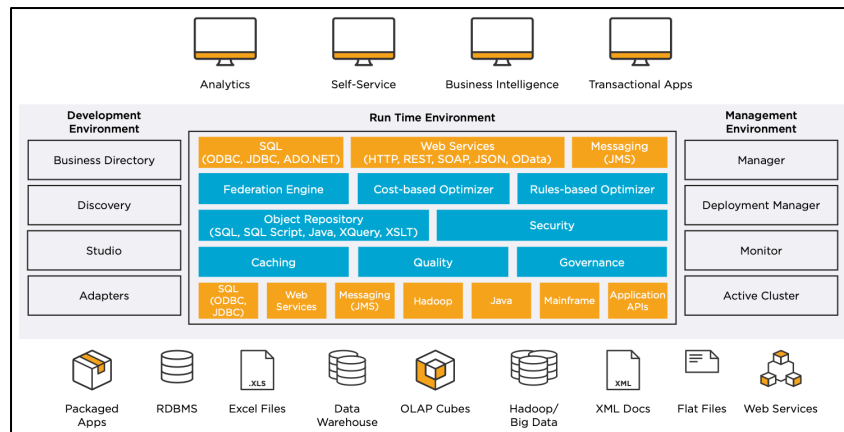 Analytics
Self-Service
Business Intelligence
Transactional Apps
Development
Environment
Business Directory
Discovery
Studio
Adapters
Run Time Environment
SQL
(ODBC, JDBC, ADO.NET)
Web Services
(HTTP, REST, SOAP, JSON, OData)
Messaging
(JMS)
Federation Engine
Cost-based Optimizer
Rules-based Optimizer
Object Repository
(SQL, SQL Script, Java, XQuery, XSLT)
Security
Caching
Quality
Governance
SQL
(ODBC,
JDBC)
Web
Services
Messaging
(JMS)
Hadoop
Java
Mainframe
Application
APIs
Management
Environment
Manager
Deployment Manager
Monitor
Active Cluster
Packaged
Apps
RDBMS
.XLS
Excel Files
Data
Warehouse
OLAP Cubes
Hadoop/
Big Data
XML
XML Docs
Flat Files
Web Services